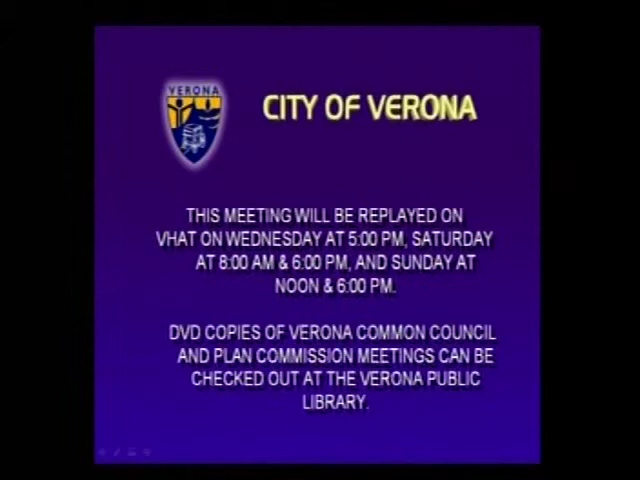 VERONA
CITY OF VERONA
THIS MEETING WILL BE REPLAYED ON
VHAT ON WEDNESDAY AT 5:00 PM, SATURDAY
AT 8:00 AM & 6:00 PM, AND SUNDAY AT
NOON & 6:00 PM.
DVD COPIES OF VERONA COMMON COUNCIL
AND PLAN COMMISSION MEETINGS CAN BE
CHECKED OUT AT THE VERONA PUBLIC
LIBRARY.